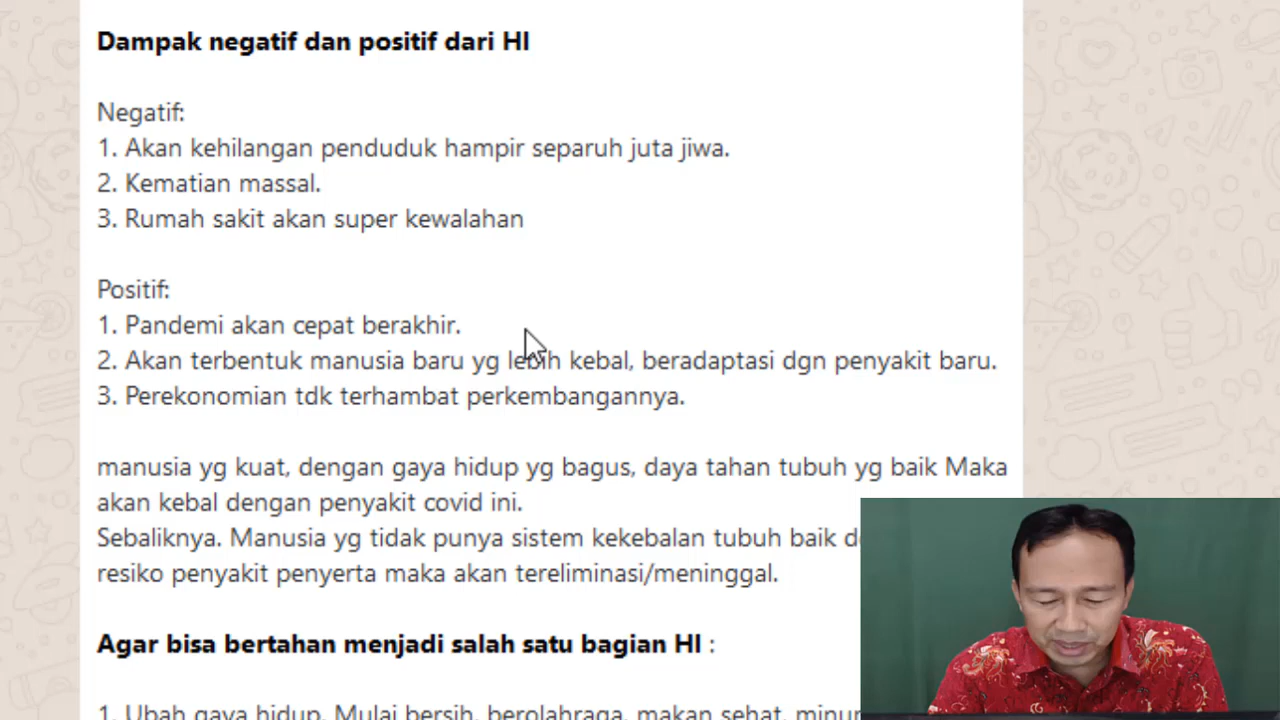 Dampak negatif dan positif dari HI
Negatif:
1. Akan kehilangan penduduk hampir separuh juta jiwa.
2. Kematian massal.
3. Rumah sakit akan super kewalahan
Positif:
1. Pandemi akan cepat berakhir.
2. Akan terbentuk manusia baru yg lebih kebal, beradaptasi dgn penyakit baru.
3. Perekonomian tdk terhambat perkembangannya.
manusia yg kuat, dengan gaya hidup yg bagus, daya tahan tubuh yg baik Maka
akan kebal dengan penyakit covid ini.
Sebaliknya. Manusia yg tidak punya sistem kekebalan tubuh baik
resiko penyakit penyerta maka akan tereliminasi/meninggal.
Agar bisa bertahan menjadi salah satu bagian HI :
1. Ubah gaya hidup. Mulai bersih, berolahraga, makan sehat,